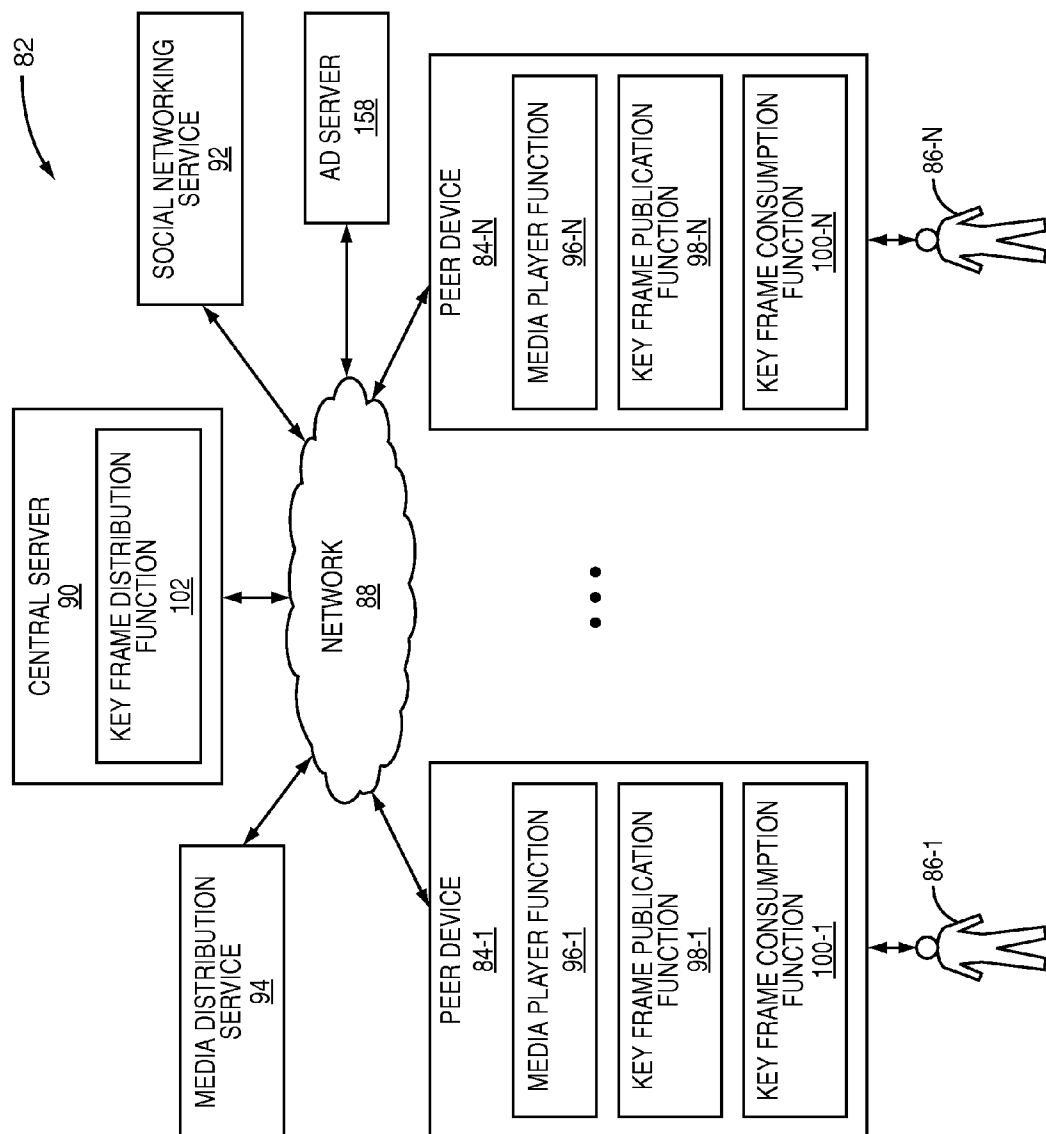 82
CENTRAL SERVER
90
KEY FRAME DISTRIBUTION
FUNCTION
102
MEDIA DISTRIBUTION
SERVICE
94
SOCIAL NETWORKING
SERVICE
92
NETWORK
88
AD SERVER
158
PEER DEVICE
84-1
MEDIA PLAYER FUNCTION
96-1
KEY FRAME PUBLICATION
FUNCTION
98-1
KEY FRAME CONSUMPTION
FUNCTION
100-1
86-1
PEER DEVICE
84-N
MEDIA PLAYER FUNCTION
96-N
KEY FRAME PUBLICATION
FUNCTION
98-N
KEY FRAME CONSUMPTION
FUNCTION
100-N
86-N